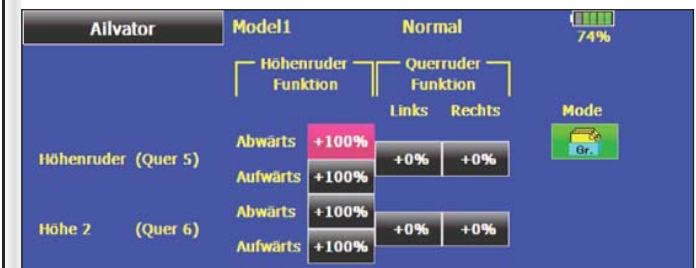 Ailvator Model1 Normal 74%
Höhenruder Funktion Querruder Funktion
Links Rechts Mode
Abwärts +100% Gr.
Höhenruder (Quer 5) +0% +0%
Aufwärts +100%
Abwärts +100%
Höhe 2 (Quer 6) +0% +0%
Aufwärts +100%